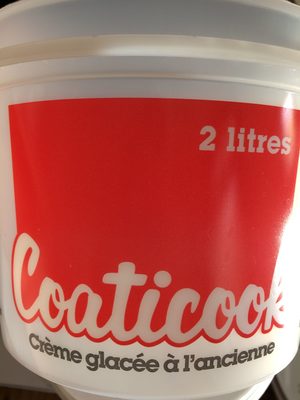 2 litres
Coaticook
Crème glacée à l'ancienne